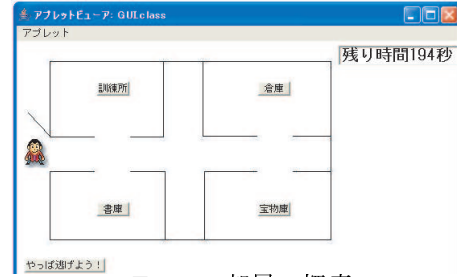 アプレットビューア: GUI.class
アプレット
残り時間194秒
訓練所
倉庫
書庫
宝物庫
やっぱ逃げよう！